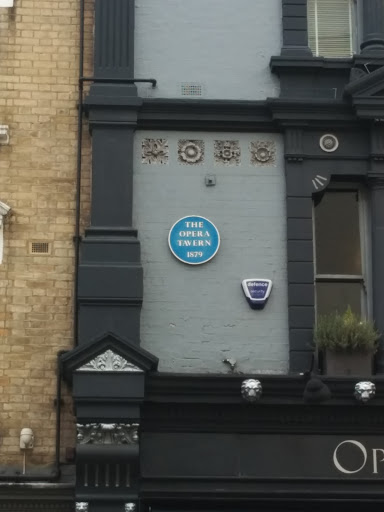 THE
OPERA
TAVERN
1879
Defence
Op